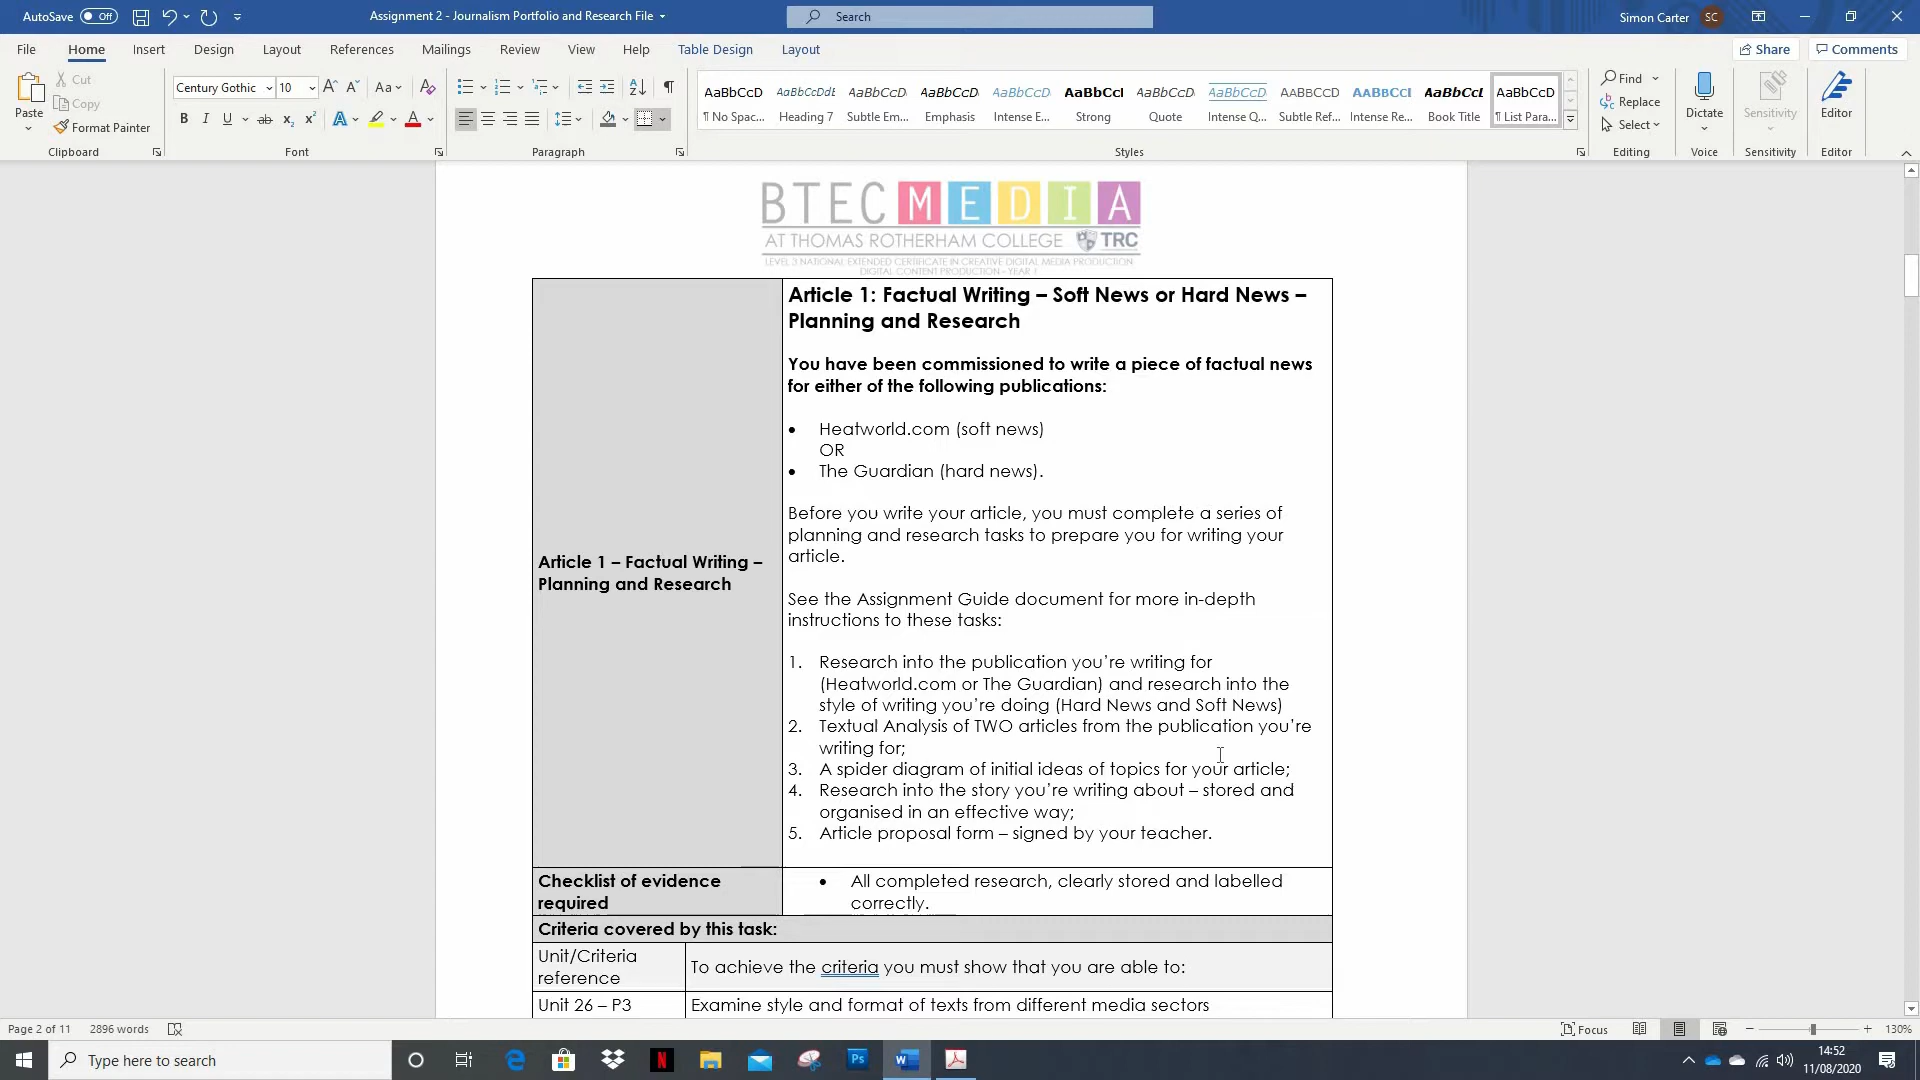 AutoSave Off
Assignment 2 - Journalism Portfolio and Research File
Search
Simon Carter SC
File Home Insert Design Layout References Mailings Review View Help Table Design Layout
Share Comments
Paste
Cut
Copy
Format Painter
Clipboard
Century Gothic 10
Font
Paragraph
AaBbCcD AaBbCcDdE AaBbCcDc AaBbCcDc AaBbCcDc AaBbCcI AaBbCcDc AaBbCcDc AABBCCDD AABBCCI AaBbCcL AaBbCcD
¶ No Spac... Heading 7 Subtle Em... Emphasis Intense E... Strong Quote Intense Q... Subtle Ref... Intense Re... Book Title ¶ List Para...
Styles
Find
Replace
Select
Editing
Dictate
Voice
Sensitivity
Sensitivity
Editor
Editor
BTEC MEDIA
AT THOMAS ROTHERHAM COLLEGE TRC
LEVEL 3 NATIONAL EXTENDED CERTIFICATE IN CREATIVE DIGITAL MEDIA PRODUCTION
DIGITAL CONTENT PRODUCTION - YEAR 1
Article 1 – Factual Writing –
Planning and Research
Article 1: Factual Writing – Soft News or Hard News –
Planning and Research
You have been commissioned to write a piece of factual news
for either of the following publications:
• Heatworld.com (soft news)
OR
• The Guardian (hard news).
Before you write your article, you must complete a series of
planning and research tasks to prepare you for writing your
article.
See the Assignment Guide document for more in-depth
instructions to these tasks:
1. Research into the publication you’re writing for
(Heatworld.com or The Guardian) and research into the
style of writing you’re doing (Hard News and Soft News)
2. Textual Analysis of TWO articles from the publication you’re
writing for;
3. A spider diagram of initial ideas of topics for your article;
4. Research into the story you’re writing about – stored and
organised in an effective way;
5. Article proposal form – signed by your teacher.
Checklist of evidence
required
• All completed research, clearly stored and labelled
correctly.
Criteria covered by this task:
Unit/Criteria
reference
To achieve the criteria you must show that you are able to:
Unit 26 – P3
Examine style and format of texts from different media sectors
Page 2 of 11 2896 words
Focus
130%
Type here to search
14:52
11/08/2020